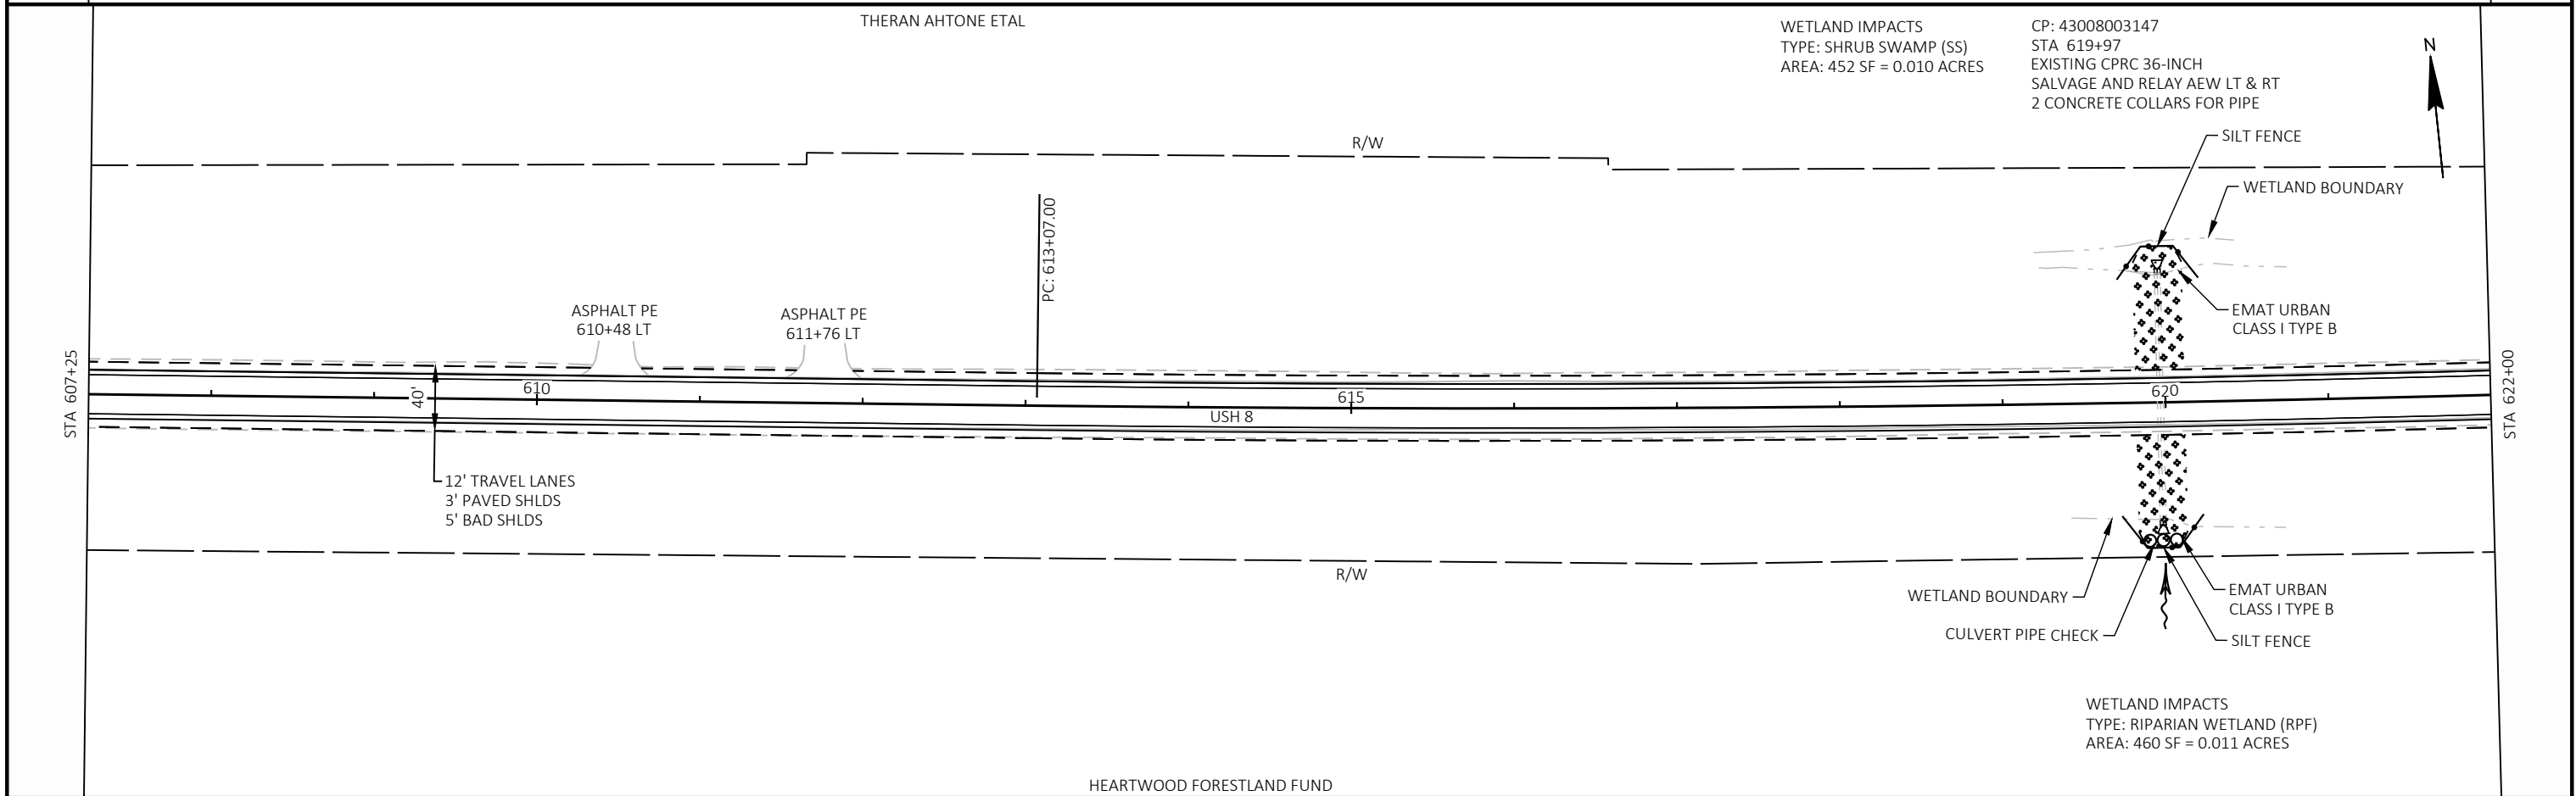 THERAN AHTONE ETAL
WETLAND IMPACTS
TYPE: SHRUB SWAMP (SS)
AREA: 452 SF = 0.010 ACRES
CP: 43008003147
STA 619+97
EXISTING CPRC 36-INCH
SALVAGE AND RELAY AEW LT & RT
2 CONCRETE COLLARS FOR PIPE
N
R/W
SILT FENCE
WETLAND BOUNDARY
PC: 613+07.00
ASPHALT PE
610+48 LT
ASPHALT PE
611+76 LT
EMAT URBAN
CLASS I TYPE B
STA 607+25
40'
610
615
620
USH 8
STA 622+00
12' TRAVEL LANES
3' PAVED SHLDS
5' BAD SHLDS
R/W
WETLAND BOUNDARY
CULVERT PIPE CHECK
EMAT URBAN
CLASS I TYPE B
SILT FENCE
WETLAND IMPACTS
TYPE: RIPARIAN WETLAND (RPF)
AREA: 460 SF = 0.011 ACRES
HEARTWOOD FORESTLAND FUND